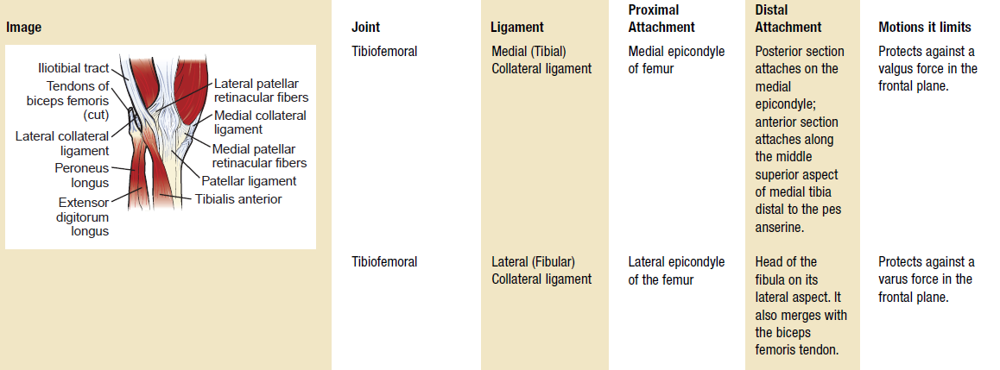 Image
Joint
Ligament
Proximal
Attachment
Distal
Attachment
Motions it limits
Iliotibial tract
Tendons of
biceps femoris
(cut)
Lateral collateral
ligament
Peroneus
longus
Extensor
digitorum
longus
Lateral patellar
retinacular fibers
Medial collateral
ligament
Medial patellar
retinacular fibers
Patellar ligament
Tibialis anterior
Tibiofemoral
Medial (Tibial)
Collateral ligament
Medial epicondyle
of femur
Posterior section
attaches on the
medial
epicondyle;
anterior section
attaches along
the middle
superior aspect
of medial tibia
distal to the pes
anserine.
Protects against a
valgus force in the
frontal plane.
Tibiofemoral
Lateral (Fibular)
Collateral ligament
Lateral epicondyle
of the femur
Head of the
fibula on its
lateral aspect. It
also merges with
the biceps
femoris tendon.
Protects against a
varus force in the
frontal plane.